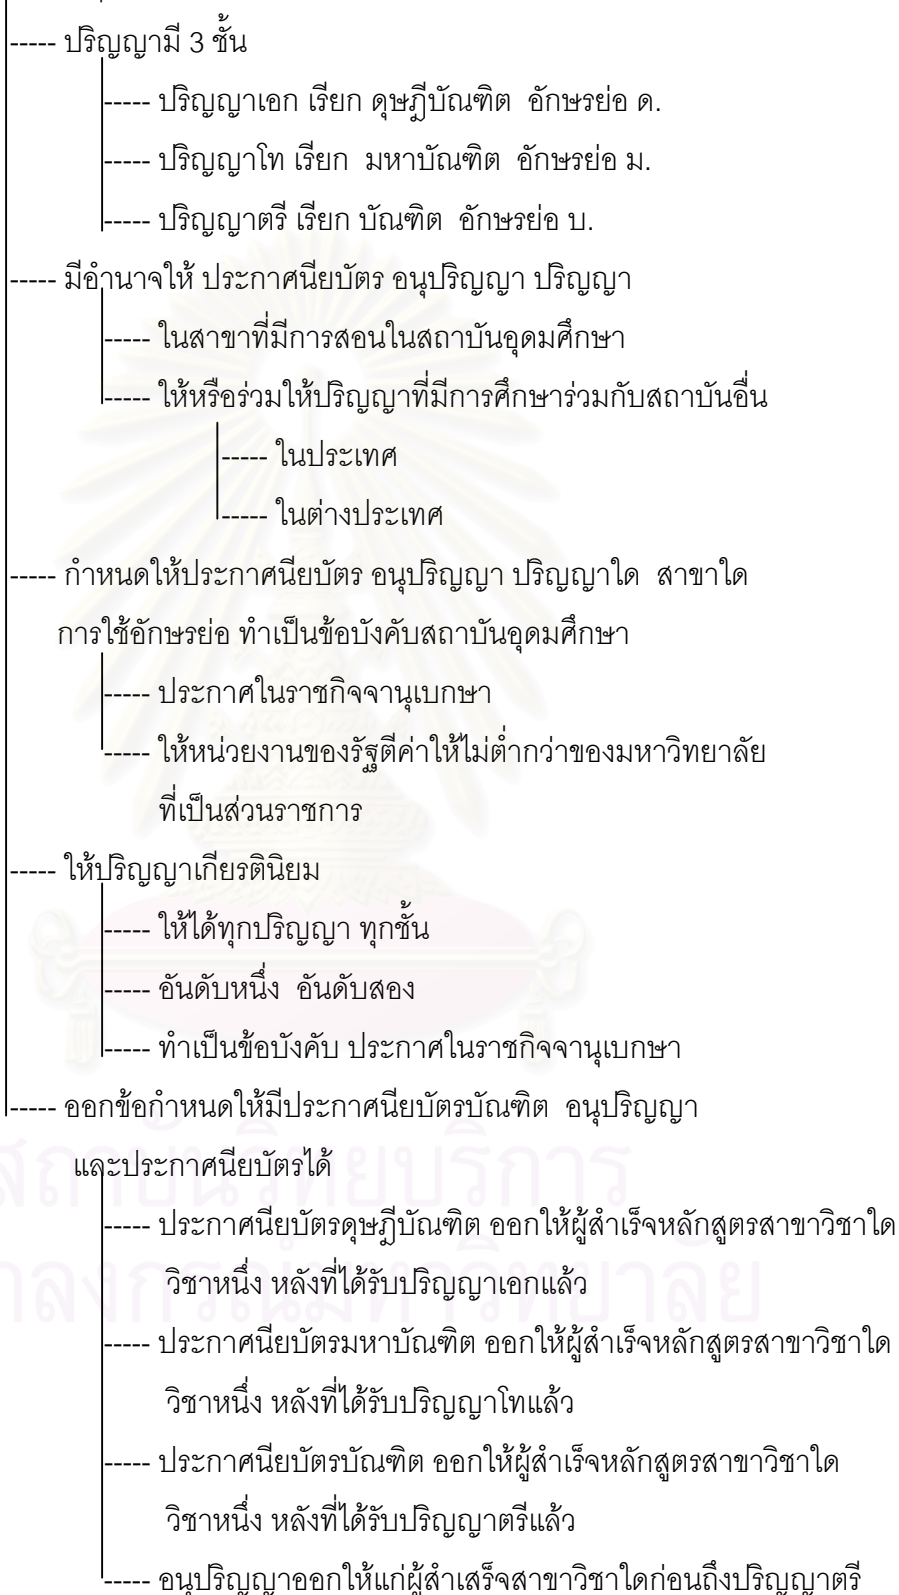 ----- ปริญญามี 3 ชั้น
----- ปริญญาเอก เรียก ดุษฎีบัณฑิต อักษรย่อ ด.
----- ปริญญาโท เรียก มหาบัณฑิต อักษรย่อ ม.
----- ปริญญาตรี เรียก บัณฑิต อักษรย่อ บ.
----- มีอำนาจให้ ประกาศนียบัตร อนุปริญญา ปริญญา
----- ในสาขาที่มีการสอนในสถาบันอุดมศึกษา
----- ให้หรือร่วมให้ปริญญาที่มีการศึกษาร่วมกับสถาบันอื่น
----- ในประเทศ
----- ในต่างประเทศ
----- กำหนดให้ประกาศนียบัตร อนุปริญญา ปริญญาใด สาขาใด
การใช้อักษรย่อ ทำเป็นข้อบังคับสถาบันอุดมศึกษา
----- ประกาศในราชกิจจานุเบกษา
----- ให้หน่วยงานของรัฐตีค่าให้ไม่ต่ำกว่าของมหาวิทยาลัย
ที่เป็นส่วนราชการ
----- ให้ปริญญาเกียรตินิยม
----- ให้ได้ทุกปริญญา ทุกชั้น
----- อันดับหนึ่ง อันดับสอง
----- ทำเป็นข้อบังคับ ประกาศในราชกิจจานุเบกษา
----- ออกข้อกำหนดให้มีประกาศนียบัตรบัณฑิต อนุปริญญา
และประกาศนียบัตรได้
สถาบันวิทยบริการ
----- ประกาศนียบัตรดุษฎีบัณฑิต ออกให้ผู้สำเร็จหลักสูตรสาขาวิชาใด
วิชาหนึ่ง หลังที่ได้รับปริญญาเอกแล้ว
าลงกรณ์มหาวิทยาลัย
----- ประกาศนียบัตรมหาบัณฑิต ออกให้ผู้สำเร็จหลักสูตรสาขาวิชาใด
วิชาหนึ่ง หลังที่ได้รับปริญญาโทแล้ว
----- ประกาศนียบัตรบัณฑิต ออกให้ผู้สำเร็จหลักสูตรสาขาวิชาใด
วิชาหนึ่ง หลังที่ได้รับปริญญาตรีแล้ว
----- อนุปริญญาออกให้แก่ผู้สำเสร็จสาขาวิชาใดก่อนถึงปริญญาตรี